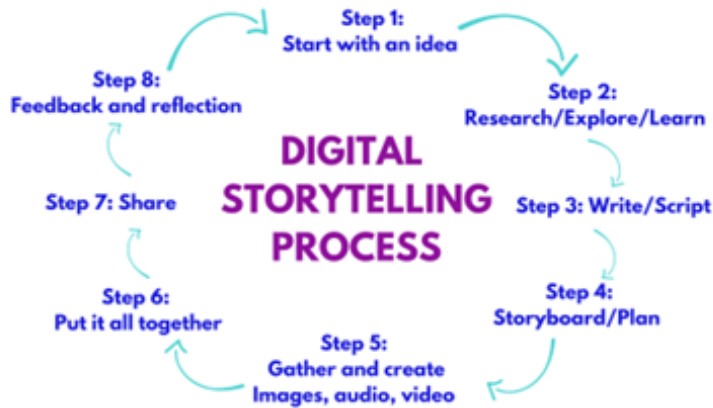 Step 1:
Start with an idea
Step 2:
Research/Explore/Learn
Step 3: Write/Script
Step 4:
Storyboard/Plan
Step 5:
Gather and create
Images, audio, video
Step 6:
Put it all together
Step 7: Share
Step 8:
Feedback and reflection
DIGITAL
STORYTELLING
PROCESS